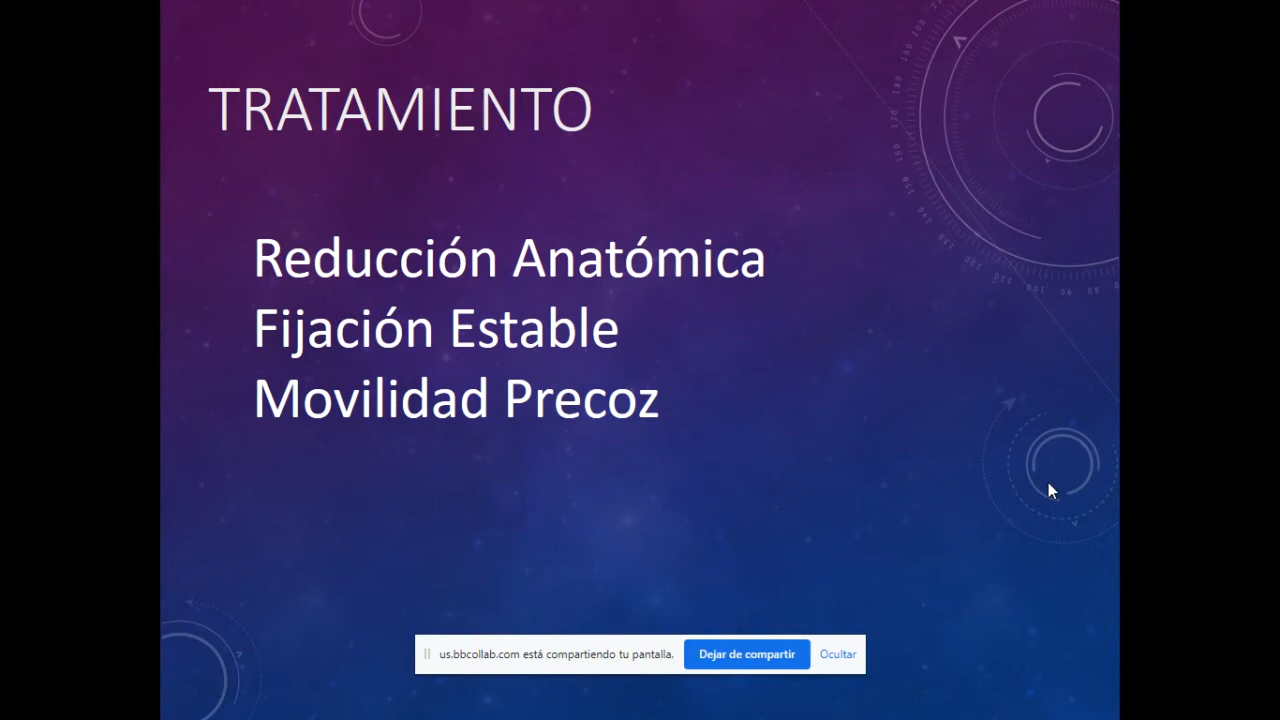 TRATAMIENTO
Reducción Anatómica
Fijación Estable
Movilidad Precoz
us.bbcollab.com está compartiendo tu pantalla. Dejar de compartir Ocultar